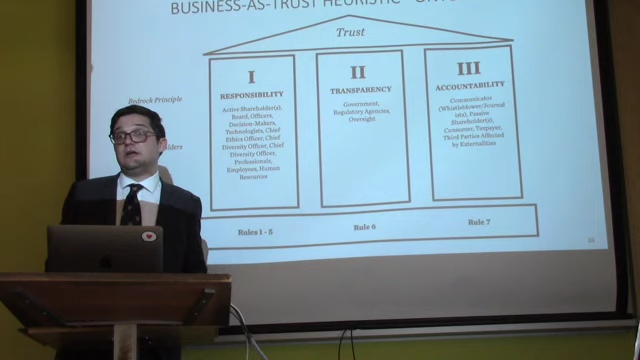 BUSINESS-AS-TRUST HEURISTIC
Trust
Bedrock Principle
I
RESPONSIBILITY
Active Shareholder(s),
Board, Officers,
Decision-Makers,
Technologists, Chief
Ethics Officer, Chief
Diversity Officer, Chief
Diversity Officer,
Professionals,
Employees, Human
Resources
II
TRANSPARENCY
Government,
Regulatory Agencies,
Oversight
III
ACCOUNTABILITY
Communicator
(Whistleblower/Journal
ists), Passive
Shareholder(s),
Consumer, Taxpayer,
Third Parties Affected
by Externalities
Rules 1 - 5
Rule 6
Rule 7